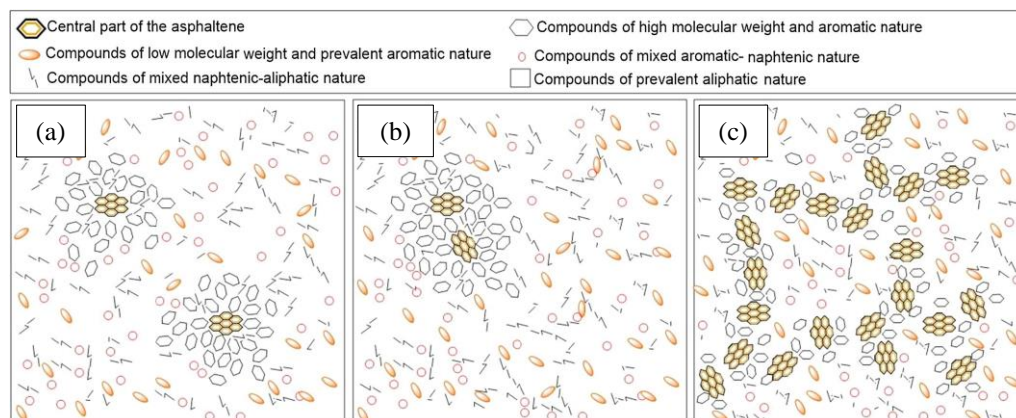 Central part of the asphaltene
Compounds of high molecular weight and aromatic nature
Compounds of low molecular weight and prevalent aromatic nature
Compounds of mixed aromatic- naphtenic nature
Compounds of mixed naphtenic-aliphatic nature
Compounds of prevalent aliphatic nature
(a)
(b)
(c)